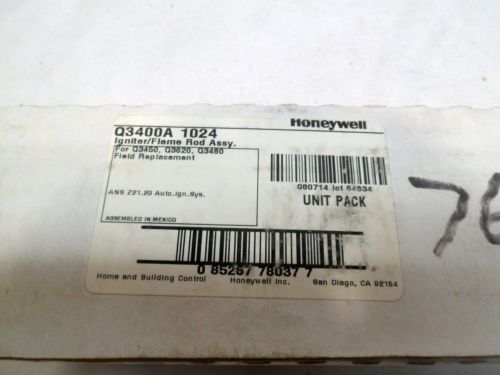 Honeywell
Q3400A 1024
Igniter/Flame Rod Assy.
For Q3450, Q3620, Q3480
Field Replacement
ANS Z21.20 Auto.Ign.Sys.
ASSEMBLED IN MEXICO
080714 lot 64934
UNIT PACK
0 85267 78037 7
Home and Building Control Honeywell Inc. San Diego, CA 92154